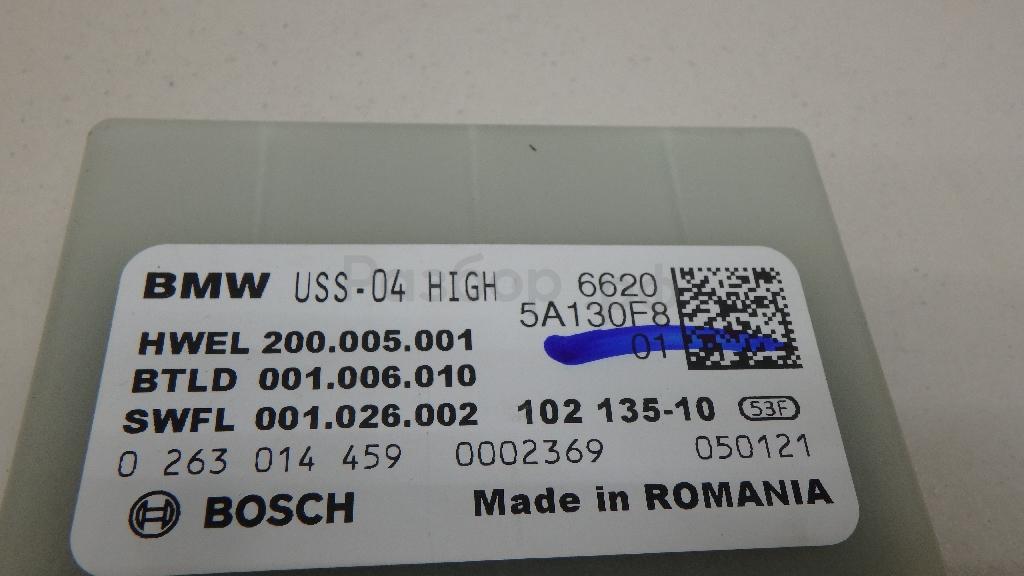 BMW USS-04 HIGH 6620
5A130F8
01
HWEL 200.005.001
BTLD 001.006.010
SWFL 001.026.002 102 135-10 53F
0 263 014 459 0002369 050121
BOSCH Made in ROMANIA
Разбор